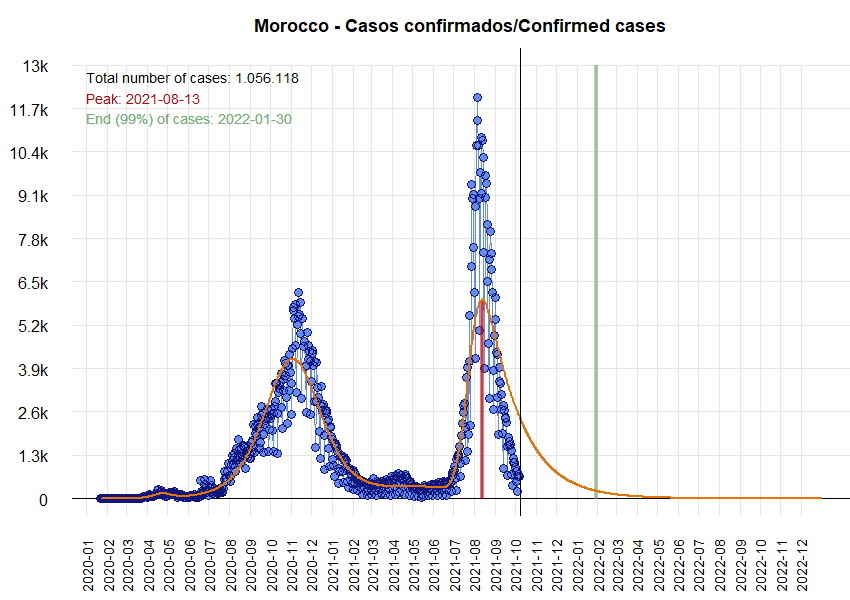 Morocco - Casos confirmados/Confirmed cases
13k
11.7k
10.4k
9.1k
7.8k
6.5k
5.2k
3.9k
2.6k
1.3k
0
Total number of cases: 1.056.118
Peak: 2021-08-13
End (99%) of cases: 2022-01-30
2020-01
2020-02
2020-03
2020-04
2020-05
2020-06
2020-07
2020-08
2020-09
2020-10
2020-11
2020-12
2021-01
2021-02
2021-03
2021-04
2021-05
2021-06
2021-07
2021-08
2021-09
2021-10
2021-11
2021-12
2022-01
2022-02
2022-03
2022-04
2022-05
2022-06
2022-07
2022-08
2022-09
2022-10
2022-11
2022-12